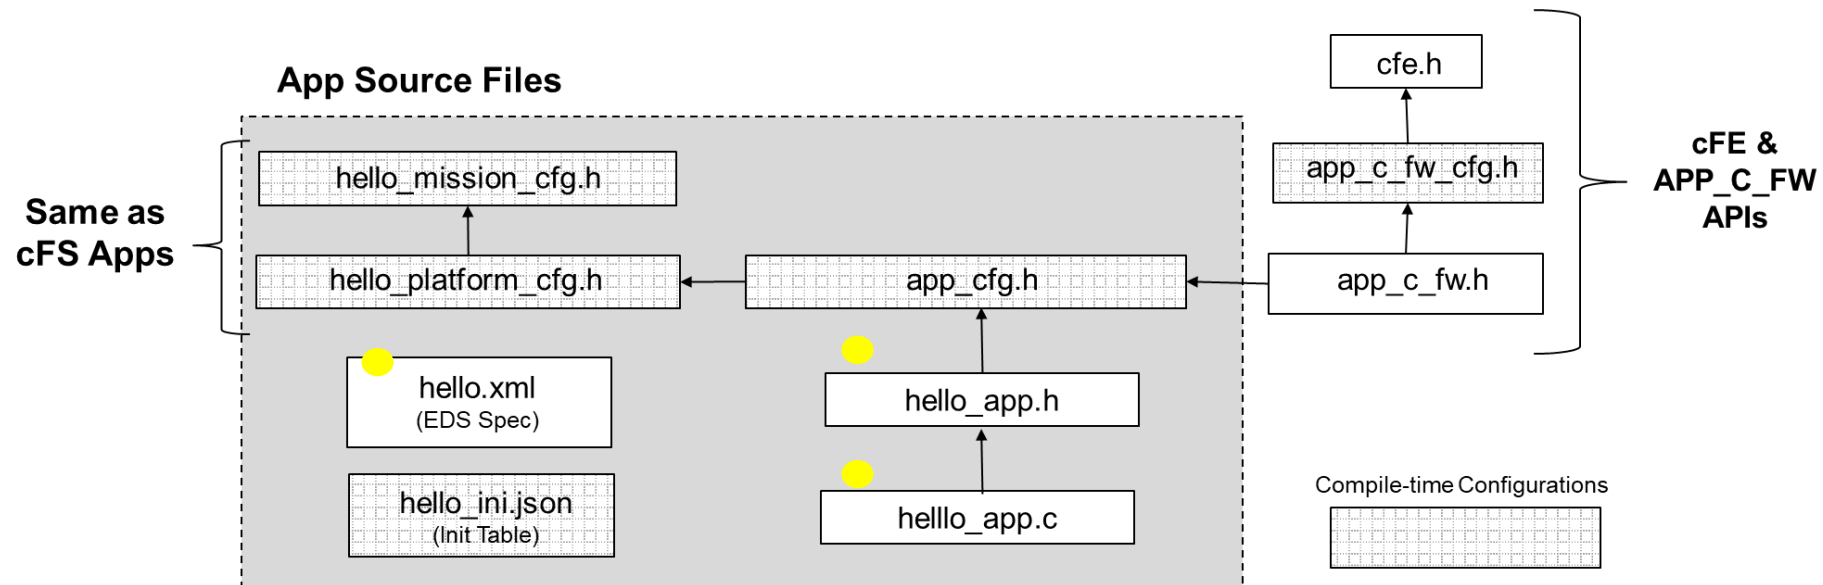 App Source Files
cfe.h
hello_mission_cfg.h
app_c_fw_cfg.h
cFE &
APP_C_FW
APIs
Same as
cFS Apps
hello_platform_cfg.h
app_cfg.h
app_c_fw.h
hello.xml
(EDS Spec)
hello_app.h
hello_ini.json
(Init Table)
helllo_app.c
Compile-time Configurations